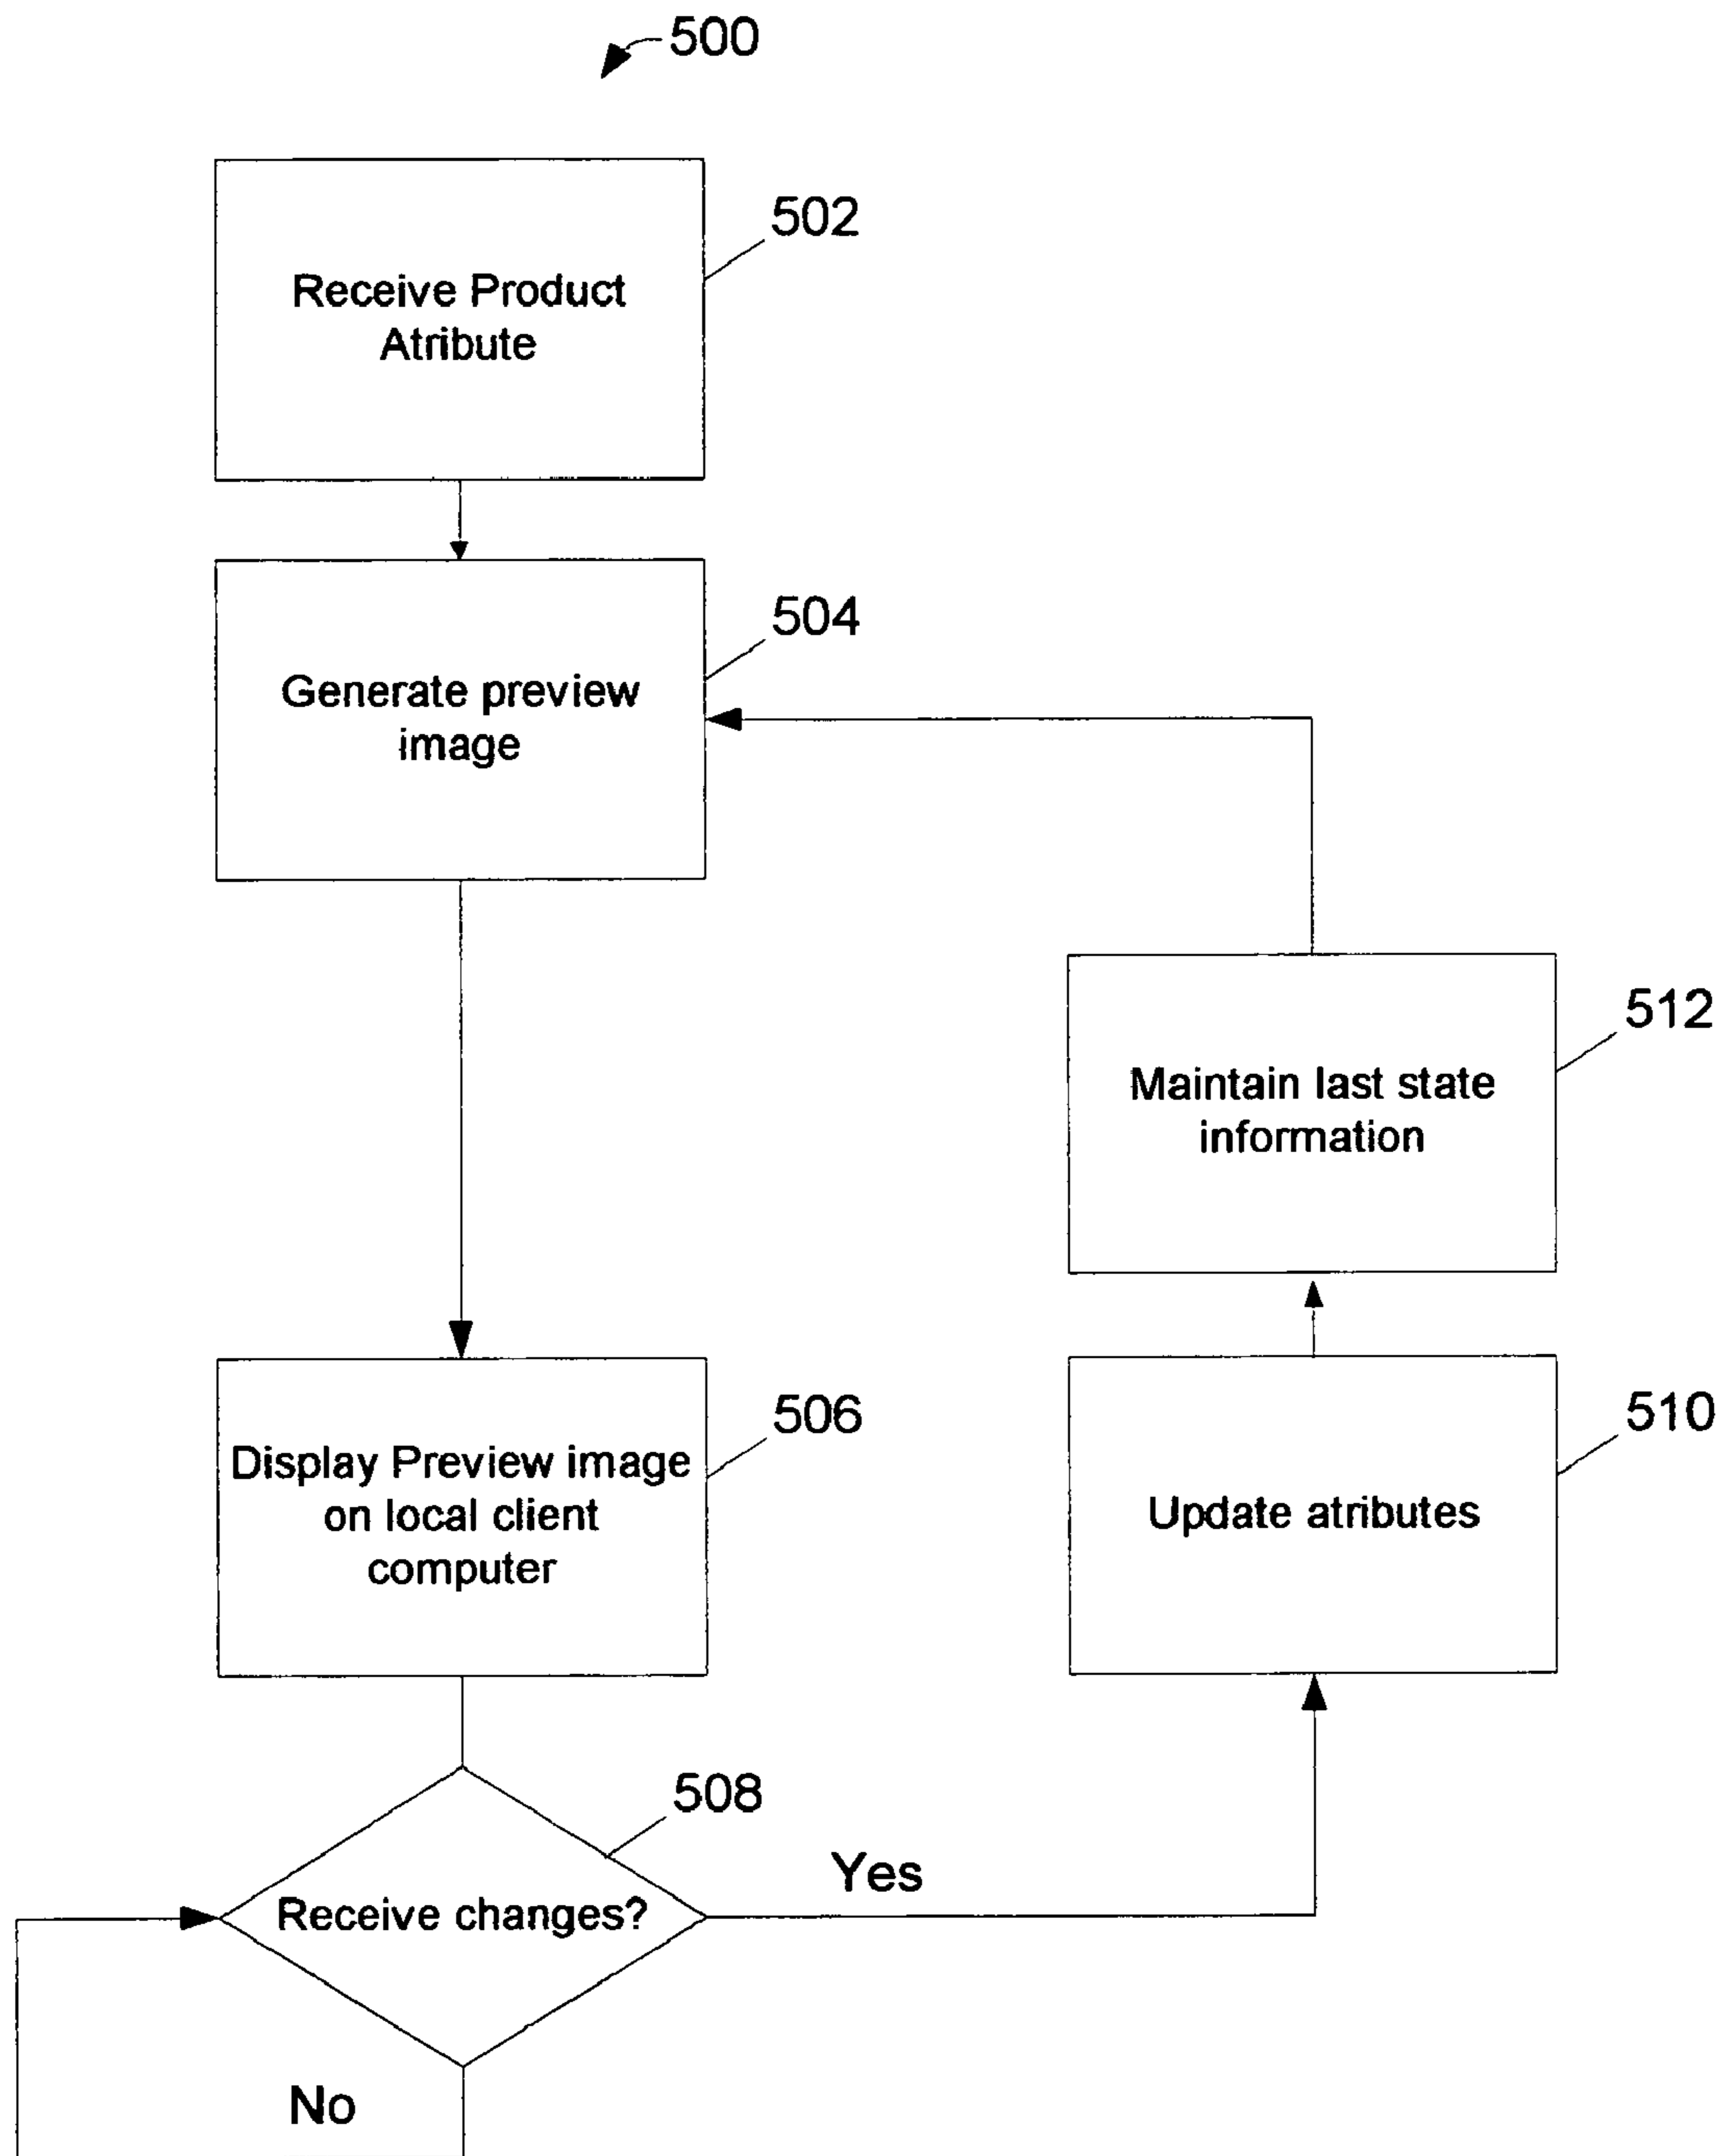 500
502
Receive Product
Atribute
504
Generate preview
image
512
Maintain last state
information
506
Display Preview image
on local client
computer
510
Update atributes
508
Receive changes?
Yes
No